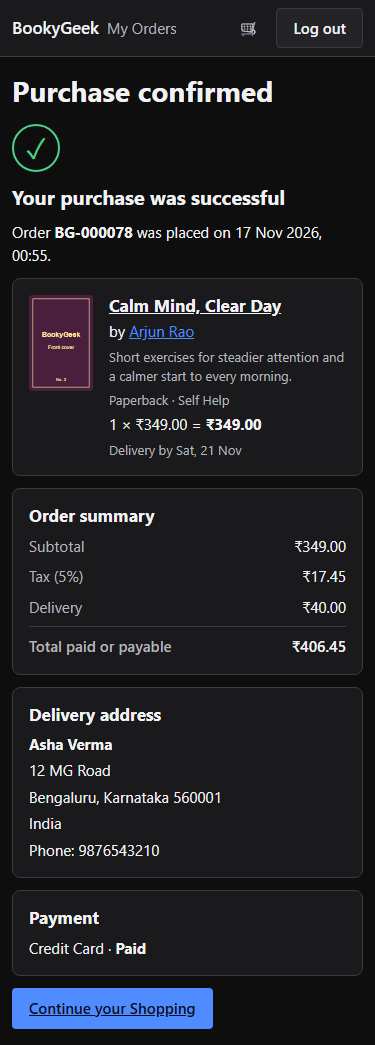 BookyGeek My Orders Log out
Purchase confirmed
Your purchase was successful
Order BG-000078 was placed on 17 Nov 2026,
00:55.
BookyGeek
Front cover
No. 3
Calm Mind, Clear Day
by Arjun Rao
Short exercises for steadier attention and
a calmer start to every morning.
Paperback · Self Help
1 × ₹349.00 = ₹349.00
Delivery by Sat, 21 Nov
Order summary
Subtotal ₹349.00
Tax (5%) ₹17.45
Delivery ₹40.00
Total paid or payable ₹406.45
Delivery address
Asha Verma
12 MG Road
Bengaluru, Karnataka 560001
India
Phone: 9876543210
Payment
Credit Card · Paid
Continue your Shopping